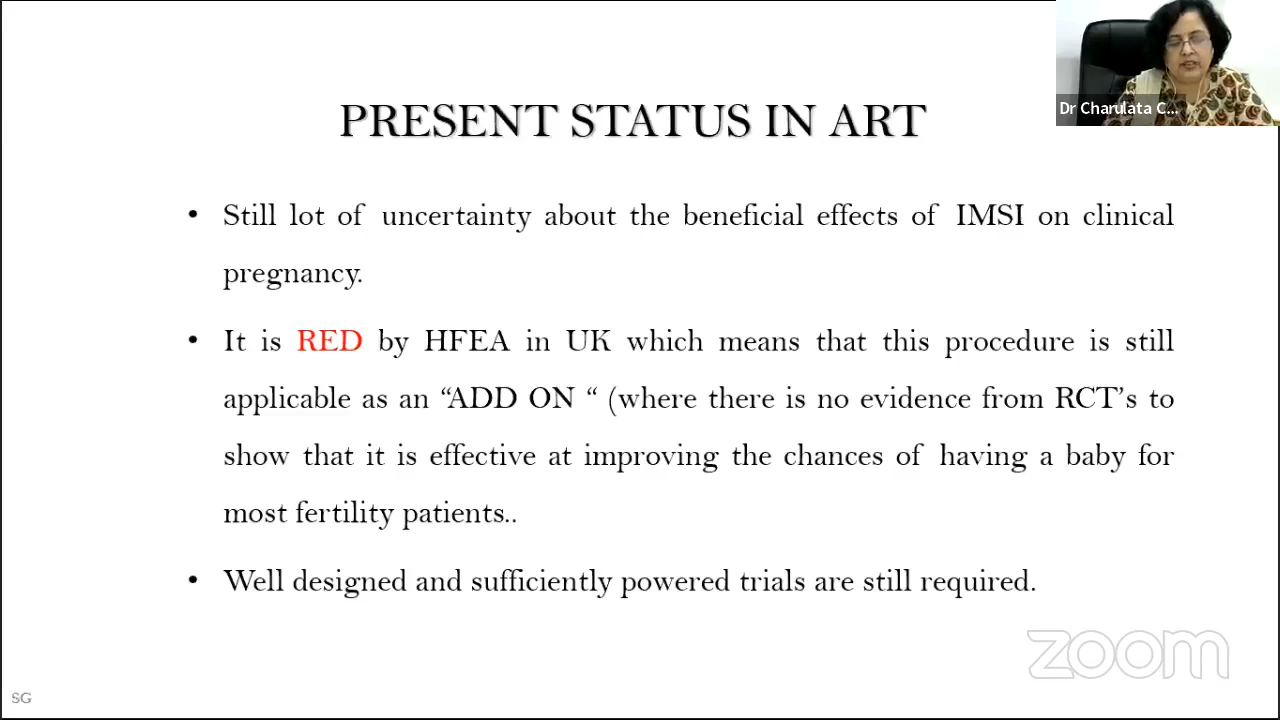 Dr Charulata C...
PRESENT STATUS IN ART
• Still lot of uncertainty about the beneficial effects of IMSI on clinical
pregnancy.
• It is RED by HFEA in UK which means that this procedure is still
applicable as an “ADD ON “ (where there is no evidence from RCT’s to
show that it is effective at improving the chances of having a baby for
most fertility patients..
• Well designed and sufficiently powered trials are still required.
zoom
SG